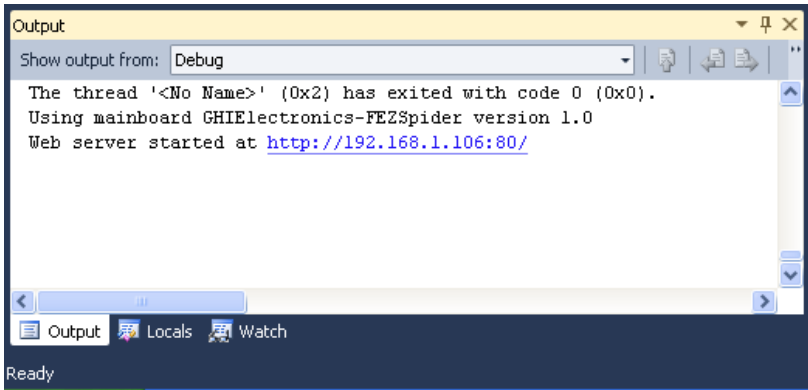 Output
Show output from: Debug
The thread '<No Name>' (0x2) has exited with code 0 (0x0).
Using mainboard GHIElectronics-FEZSpider version 1.0
Web server started at http://192.168.1.106:80/
Output Locals Watch
Ready